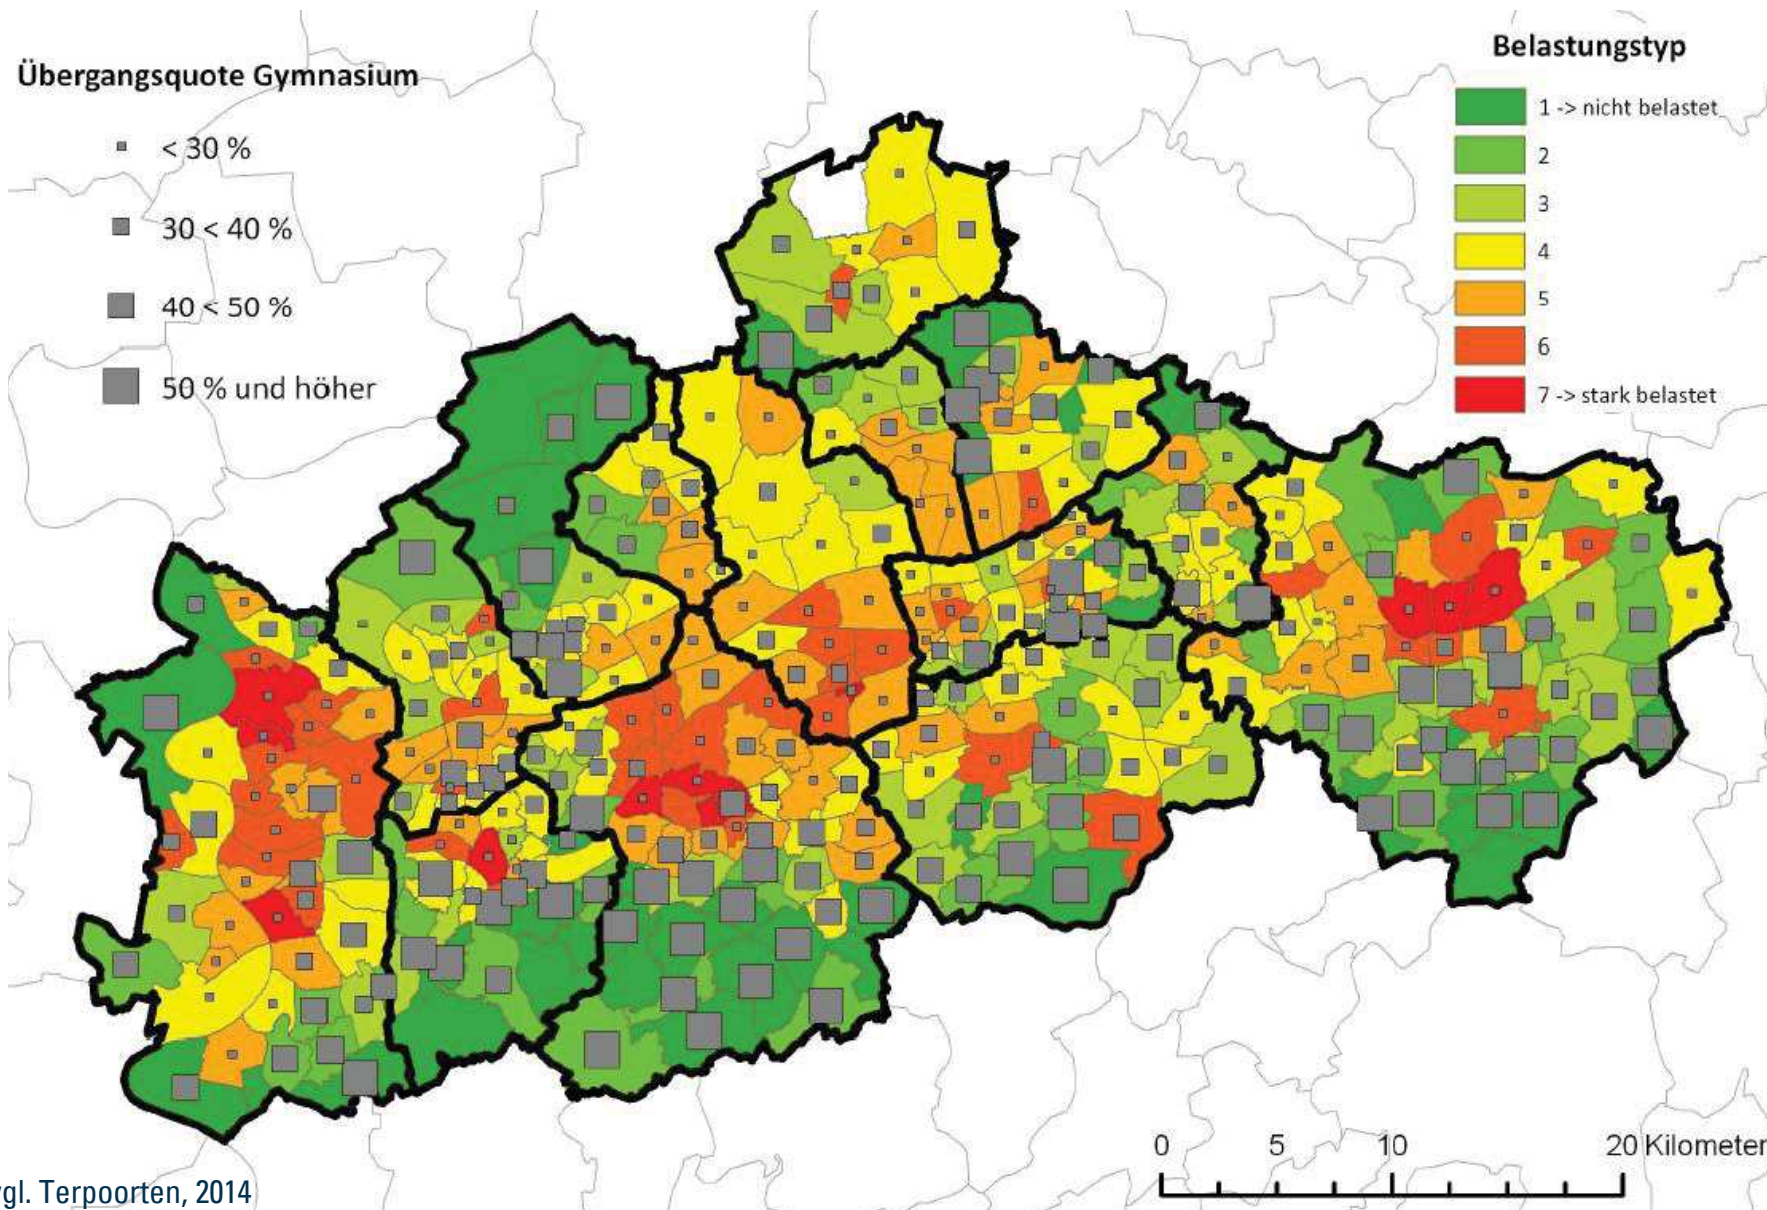 Übergangsquote Gymnasium
< 30 %
30 < 40 %
40 < 50 %
50 % und höher
Belastungstyp
1 -> nicht belastet
2
3
4
5
6
7 -> stark belastet
0 5 10 20 Kilometer
gl. Terpoorten, 2014